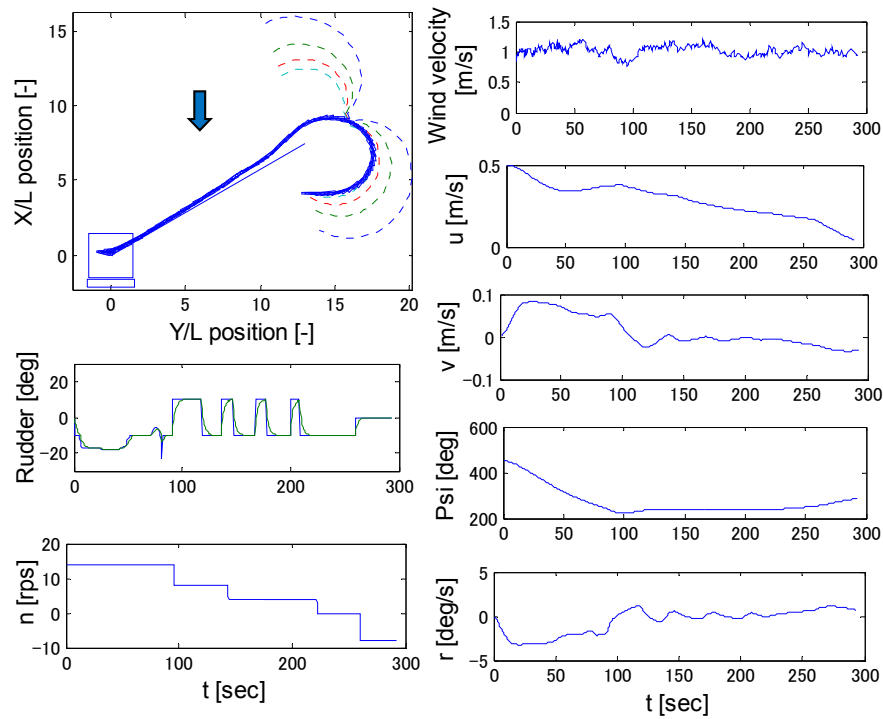 15
10
5
0
0 5 10 15 20
X/L position [-]
Y/L position [-]
20
0
−20
0 100 200 300
Rudder [deg]
20
10
0
−10
0 100 200 300
n [rps]
t [sec]
1.5
1
0.5
0
0 50 100 150 200 250 300
Wind velocity
[m/s]
0.5
0
0 50 100 150 200 250 300
u [m/s]
0.1
0
−0.1
0 50 100 150 200 250 300
v [m/s]
600
400
200
0 50 100 150 200 250 300
Psi [deg]
5
0
−5
0 50 100 150 200 250 300
r [deg/s]
t [sec]